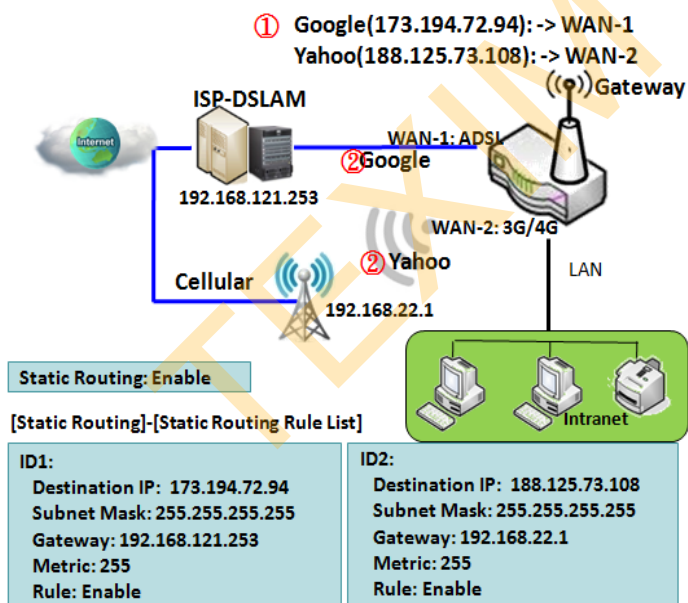 ① Google(173.194.72.94): -> WAN-1
Yahoo(188.125.73.108): -> WAN-2
Gateway
ISP-DSLAM
Internet
WAN-1: ADSL
②Google
192.168.121.253
WAN-2: 3G/4G
② Yahoo
LAN
Cellular
192.168.22.1
Intranet
Static Routing: Enable
[Static Routing]-[Static Routing Rule List]
ID1:
Destination IP: 173.194.72.94
Subnet Mask: 255.255.255.255
Gateway: 192.168.121.253
Metric: 255
Rule: Enable
ID2:
Destination IP: 188.125.73.108
Subnet Mask: 255.255.255.255
Gateway: 192.168.22.1
Metric: 255
Rule: Enable
TEXIM